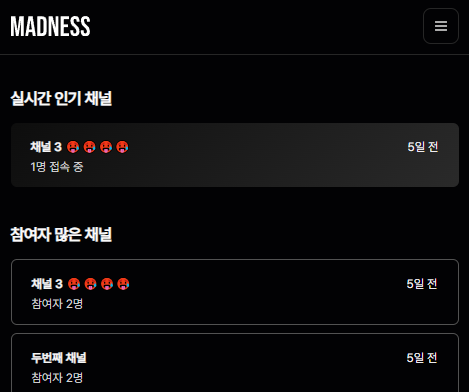 MADNESS
실시간 인기 채널
채널 3 🥵 🥵 🥵 🥵 5일 전
1명 접속 중
참여자 많은 채널
채널 3 🥵 🥵 🥵 🥵 5일 전
참여자 2명
두번째 채널 5일 전
참여자 2명